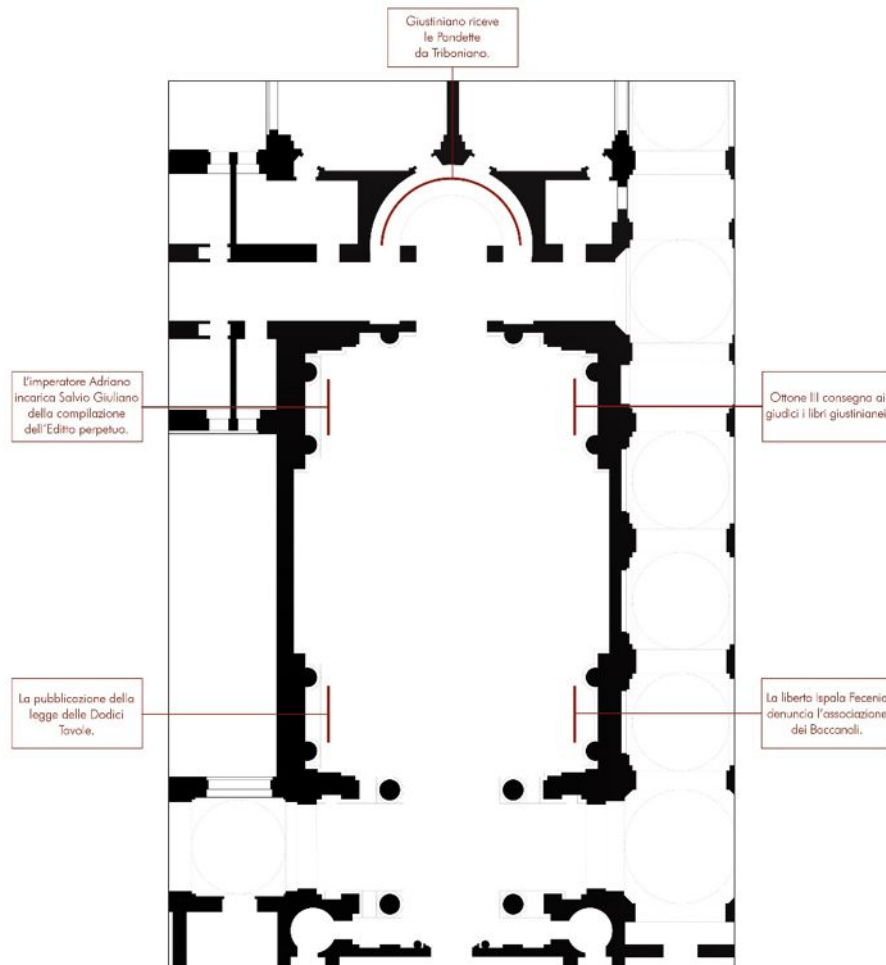 Giustiniano riceve
le Pandette
da Triboniano.
L'imperatore Adriano
incarica Salvio Giuliano
della compilazione
dell'Editto perpetuo.
Ottone III consegna ai
giudici i libri giustinianei
La pubblicazione della
legge delle Dodici
Tavole.
La liberta Ispala Fecenia
denuncia l'associazione
dei Baccanali.